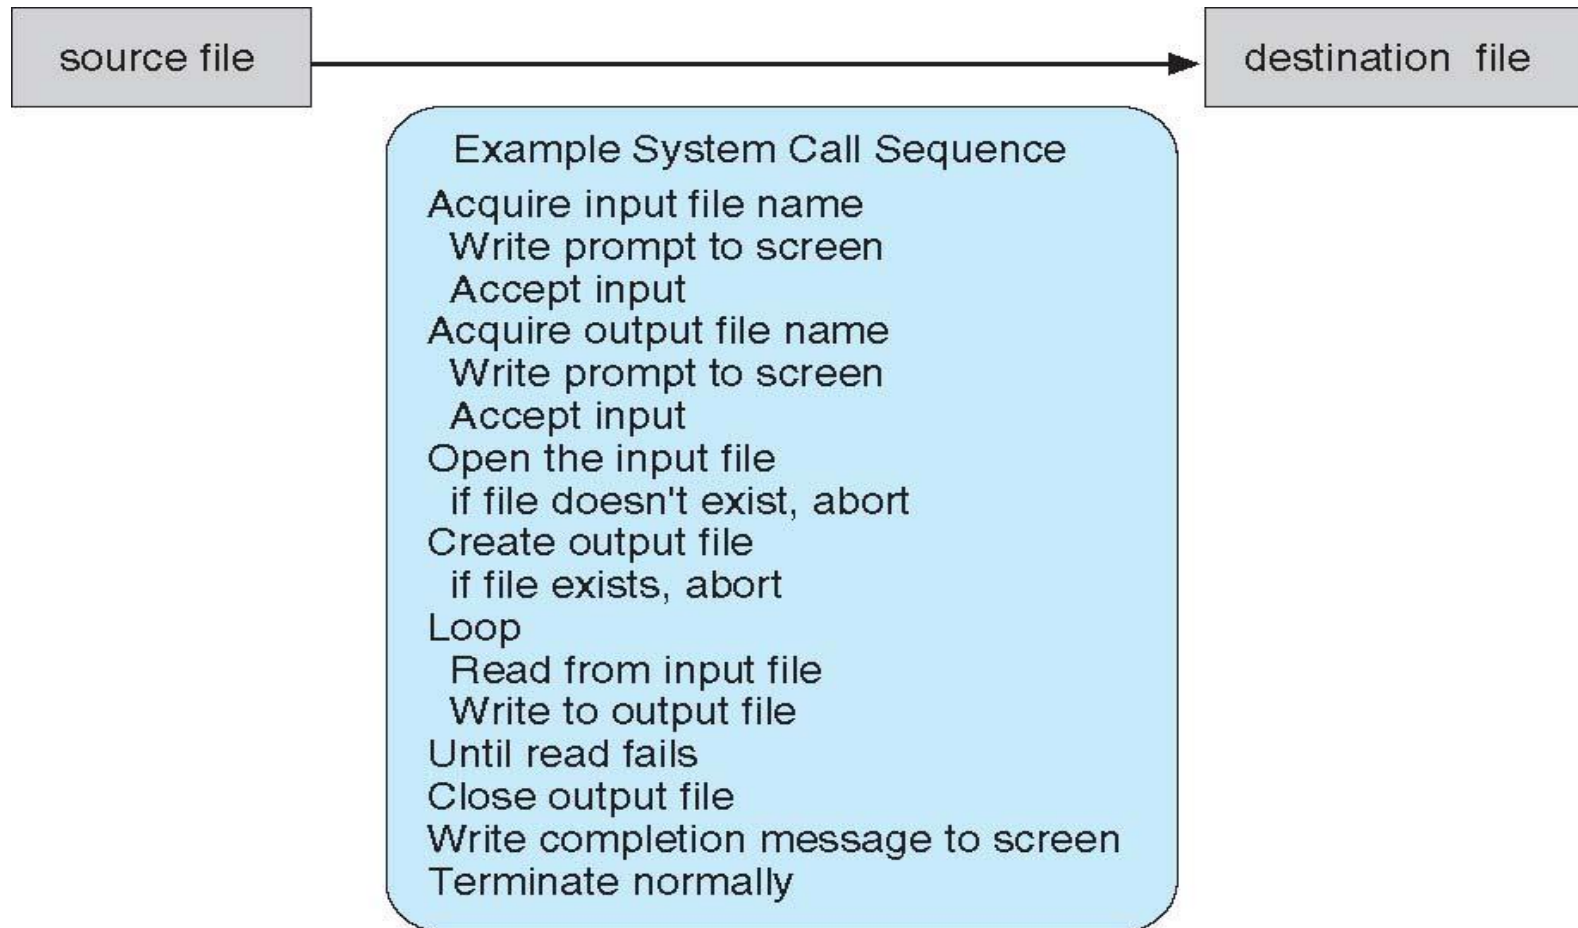 source file
destination file
Example System Call Sequence
Acquire input file name
Write prompt to screen
Accept input
Acquire output file name
Write prompt to screen
Accept input
Open the input file
if file doesn't exist, abort
Create output file
if file exists, abort
Loop
Read from input file
Write to output file
Until read fails
Close output file
Write completion message to screen
Terminate normally